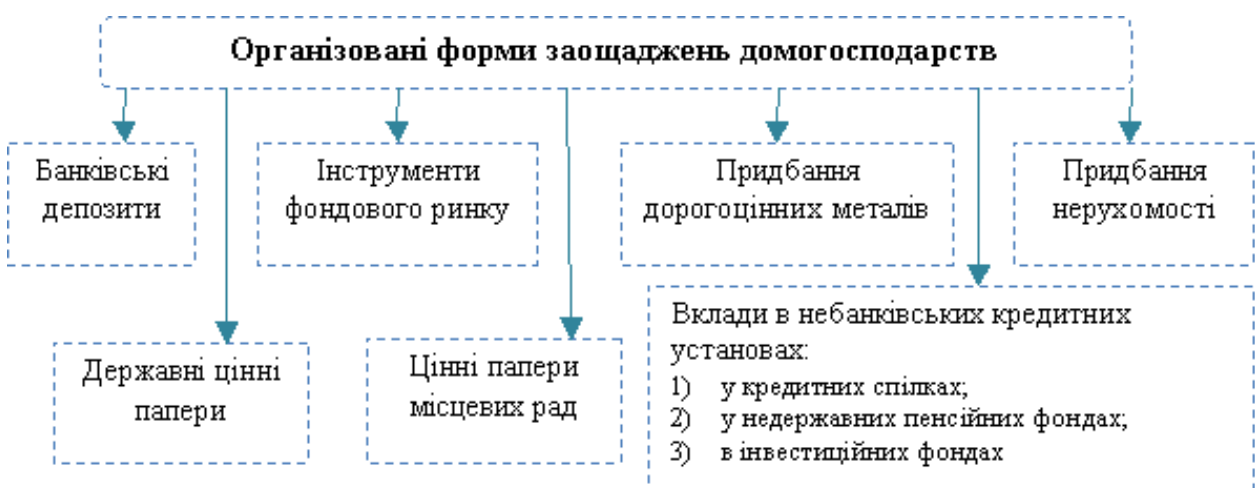 Організовані форми заощаджень домогосподарств
Банківські
депозити
Інструменти
фондового ринку
Придбання
дорогоцінних металів
Придбання
нерухомості
Державні цінні
папери
Цінні папери
місцевих рад
Вклади в небанківських кредитних
установах:
1) у кредитних спілках;
2) у недержавних пенсійних фондах;
3) в інвестиційних фондах